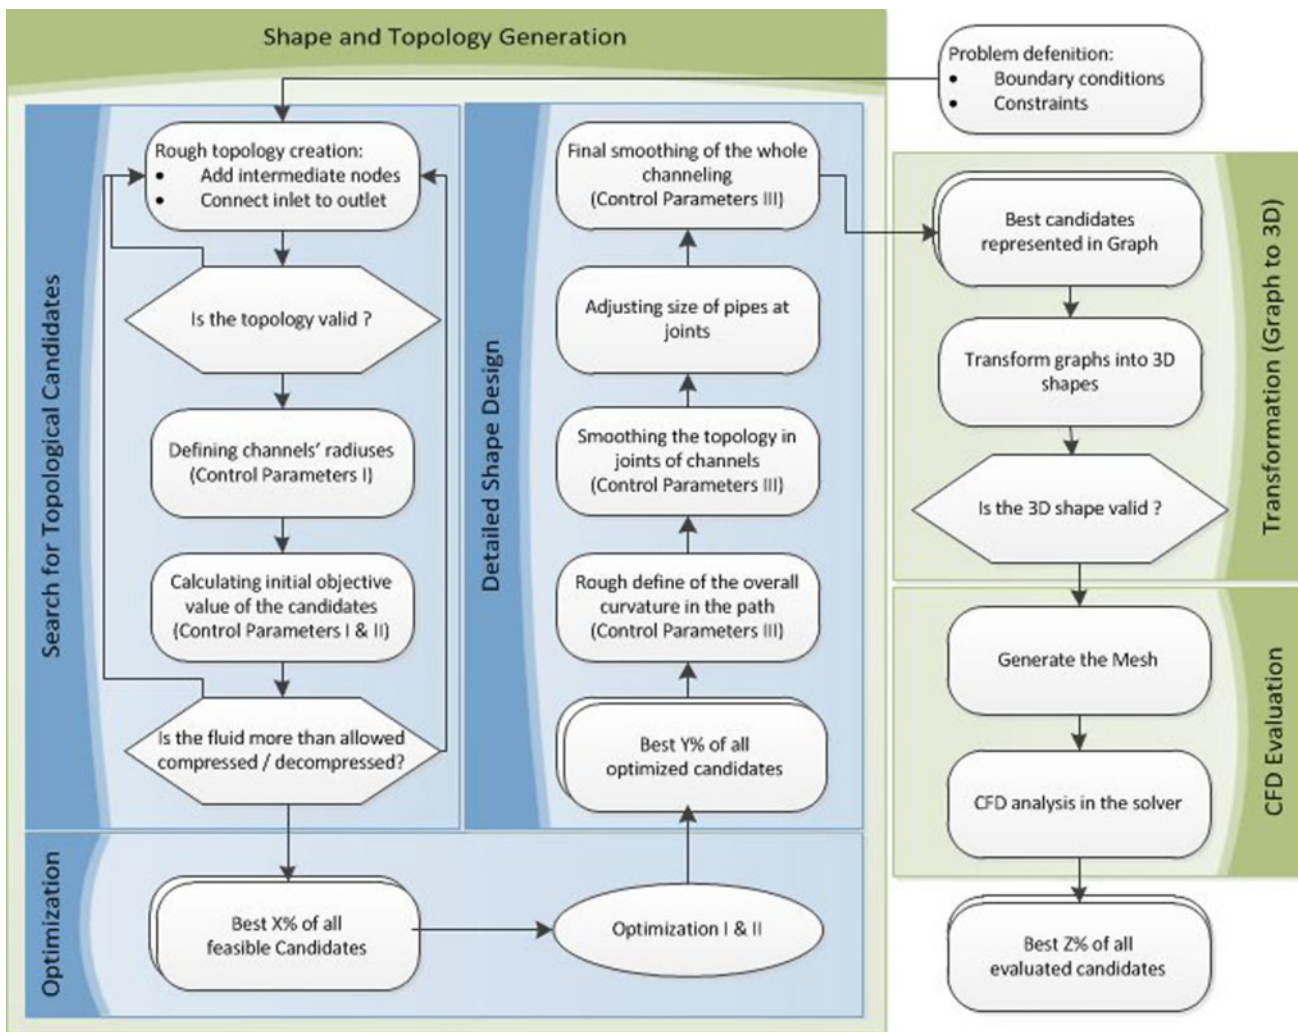 Shape and Topology Generation
Problem defenition:
• Boundary conditions
• Constraints
Search for Topological Candidates
Rough topology creation:
• Add intermediate nodes
• Connect inlet to outlet
Is the topology valid ?
Defining channels' radiuses
(Control Parameters I)
Calculating initial objective
value of the candidates
(Control Parameters I & II)
Is the fluid more than allowed
compressed / decompressed?
Optimization
Best X% of all
feasible Candidates
Optimization I & II
Detailed Shape Design
Final smoothing of the whole
channeling
(Control Parameters III)
Adjusting size of pipes at
joints
Smoothing the topology in
joints of channels
(Control Parameters III)
Rough define of the overall
curvature in the path
(Control Parameters III)
Best Y% of all
optimized candidates
Transformation (Graph to 3D)
Best candidates
represented in Graph
Transform graphs into 3D
shapes
Is the 3D shape valid ?
CFD Evaluation
Generate the Mesh
CFD analysis in the solver
Best Z% of all
evaluated candidates